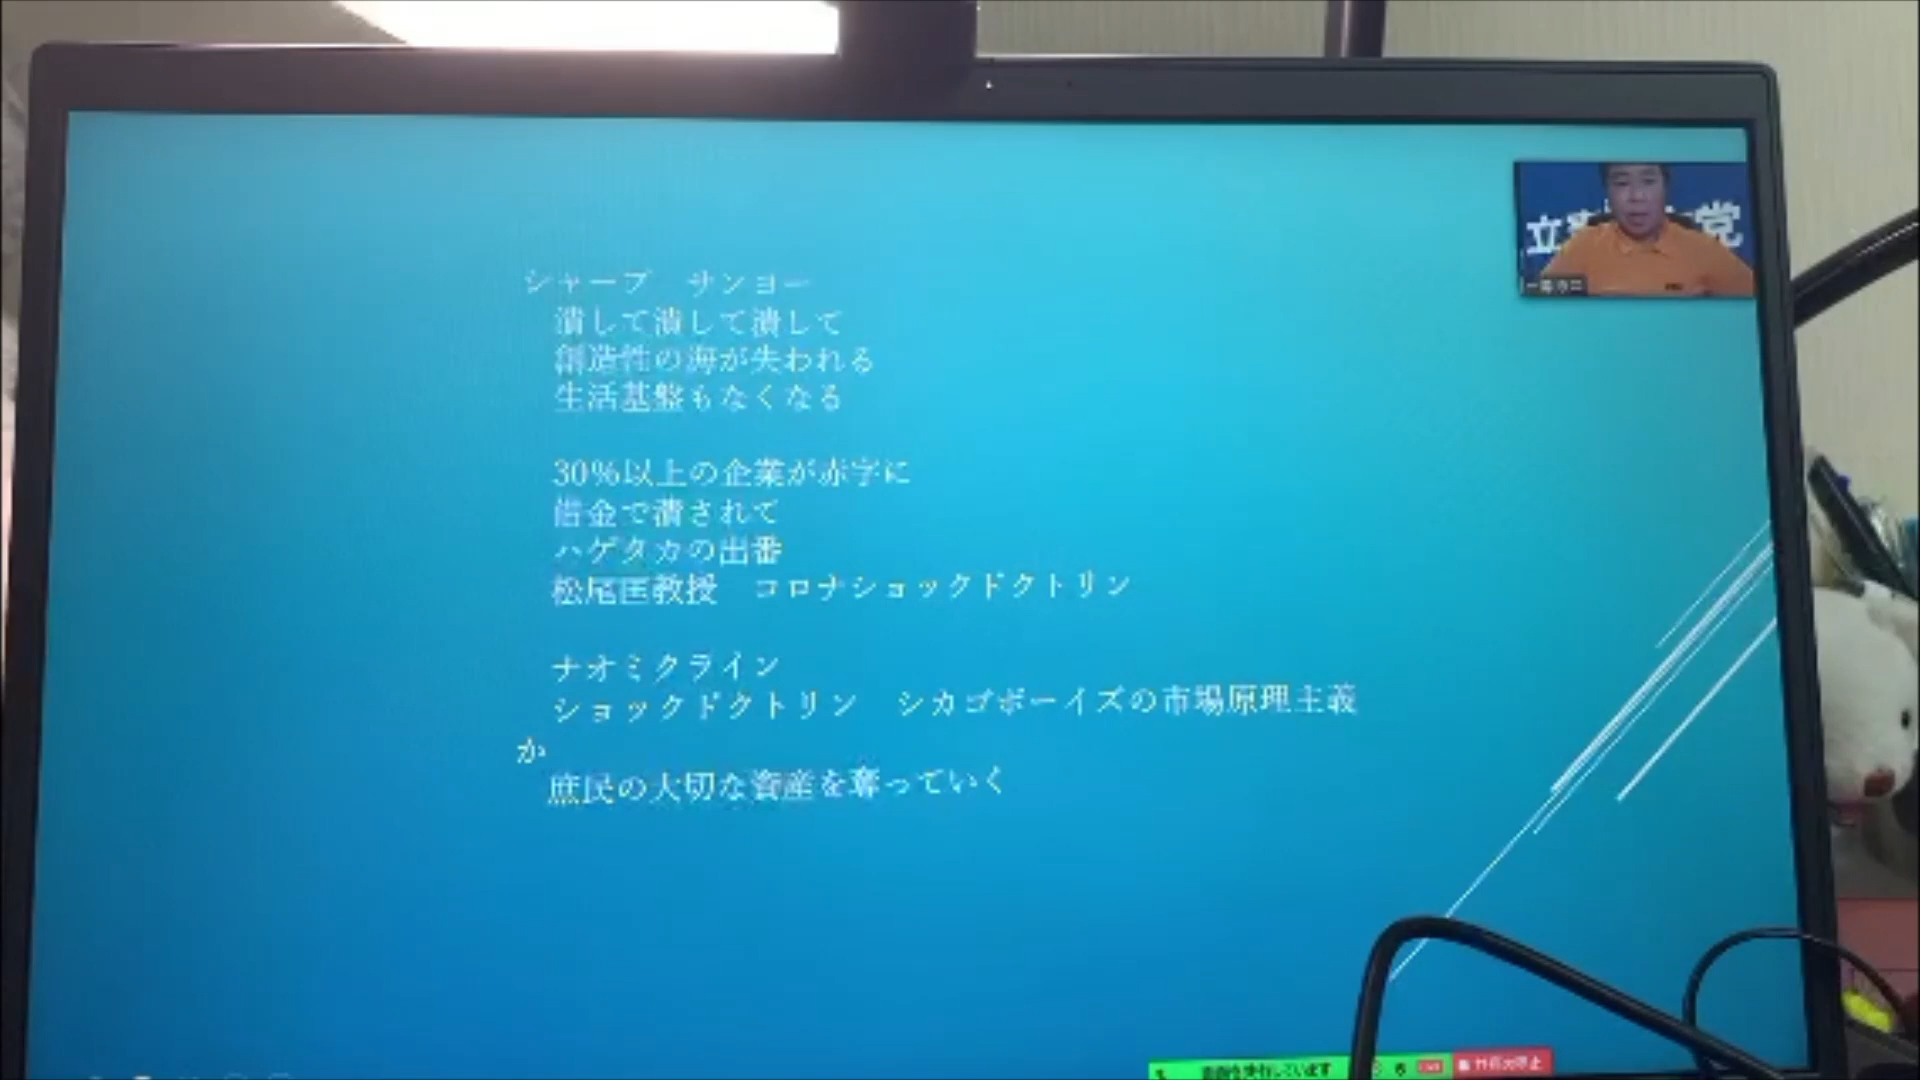 シャープ　サンヨー
潰して潰して潰して
創造性の海が失われる
生活基盤もなくなる
30％以上の企業が赤字に
借金で潰されて
ハゲタカの出番
松尾匡教授　コロナショックドクトリン
ナオミクライン
ショックドクトリン　シカゴボーイズの市場原理主義
が
庶民の大切な資産を奪っていく
立 党